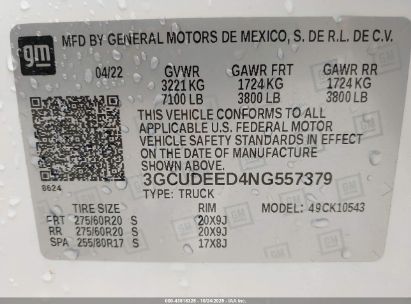 gm
MFD BY GENERAL MOTORS DE MEXICO, S. DE R.L. DE C.V.
04/22 GVWR GAWR FRT GAWR RR
3221 KG 1724 KG 1724 KG
7100 LB 3800 LB 3800 LB
THIS VEHICLE CONFORMS TO ALL
APPLICABLE U.S. FEDERAL MOTOR
VEHICLE SAFETY STANDARDS IN EFFECT
ON THE DATE OF MANUFACTURE
SHOWN ABOVE.
8624
3GCUDEED4NG557379
TYPE: TRUCK
TIRE SIZE RIM MODEL: 49CK10543
FRT 275/60R20 S 20X9J
RR 275/60R20 S 20X9J
SPA 255/80R17 S 17X8J